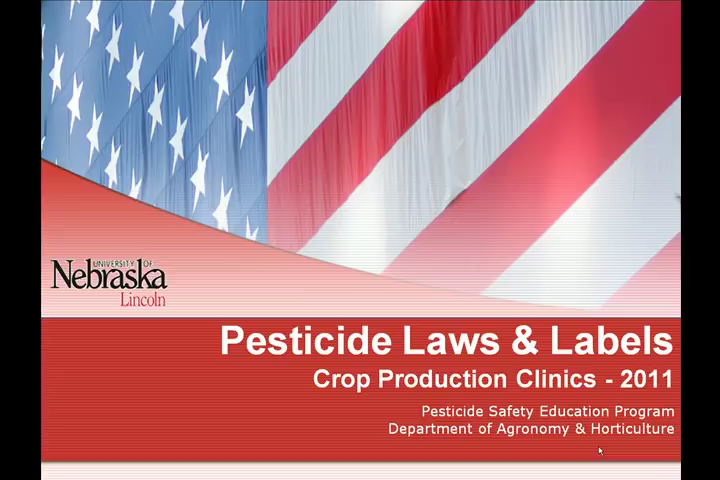 UNIVERSITY OF
Nebraska
Lincoln
Pesticide Laws & Labels
Crop Production Clinics - 2011
Pesticide Safety Education Program
Department of Agronomy & Horticulture